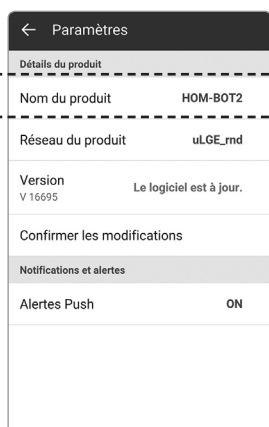 Paramètres
Détails du produit
Nom du produit HOM-BOT2
Réseau du produit uLGE_rnd
Version Le logiciel est à jour.
V 16695
Confirmer les modifications
Notifications et alertes
Alertes Push ON